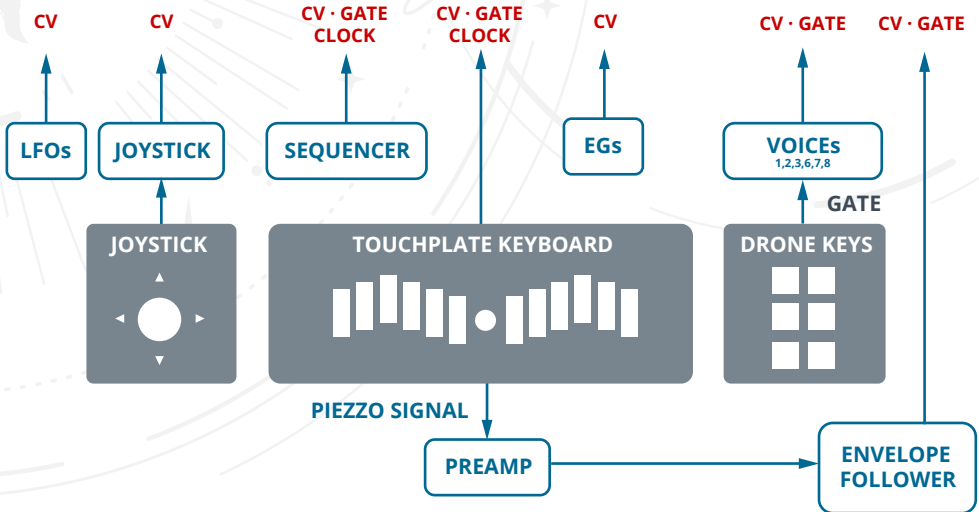 CV
CV
CV · GATE
CLOCK
CV · GATE
CLOCK
CV
CV · GATE
CV · GATE
LFOs
JOYSTICK
SEQUENCER
EGs
VOICEs
1,2,3,6,7,8
GATE
JOYSTICK
TOUCHPLATE KEYBOARD
DRONE KEYS
PIEZZO SIGNAL
PREAMP
ENVELOPE
FOLLOWER